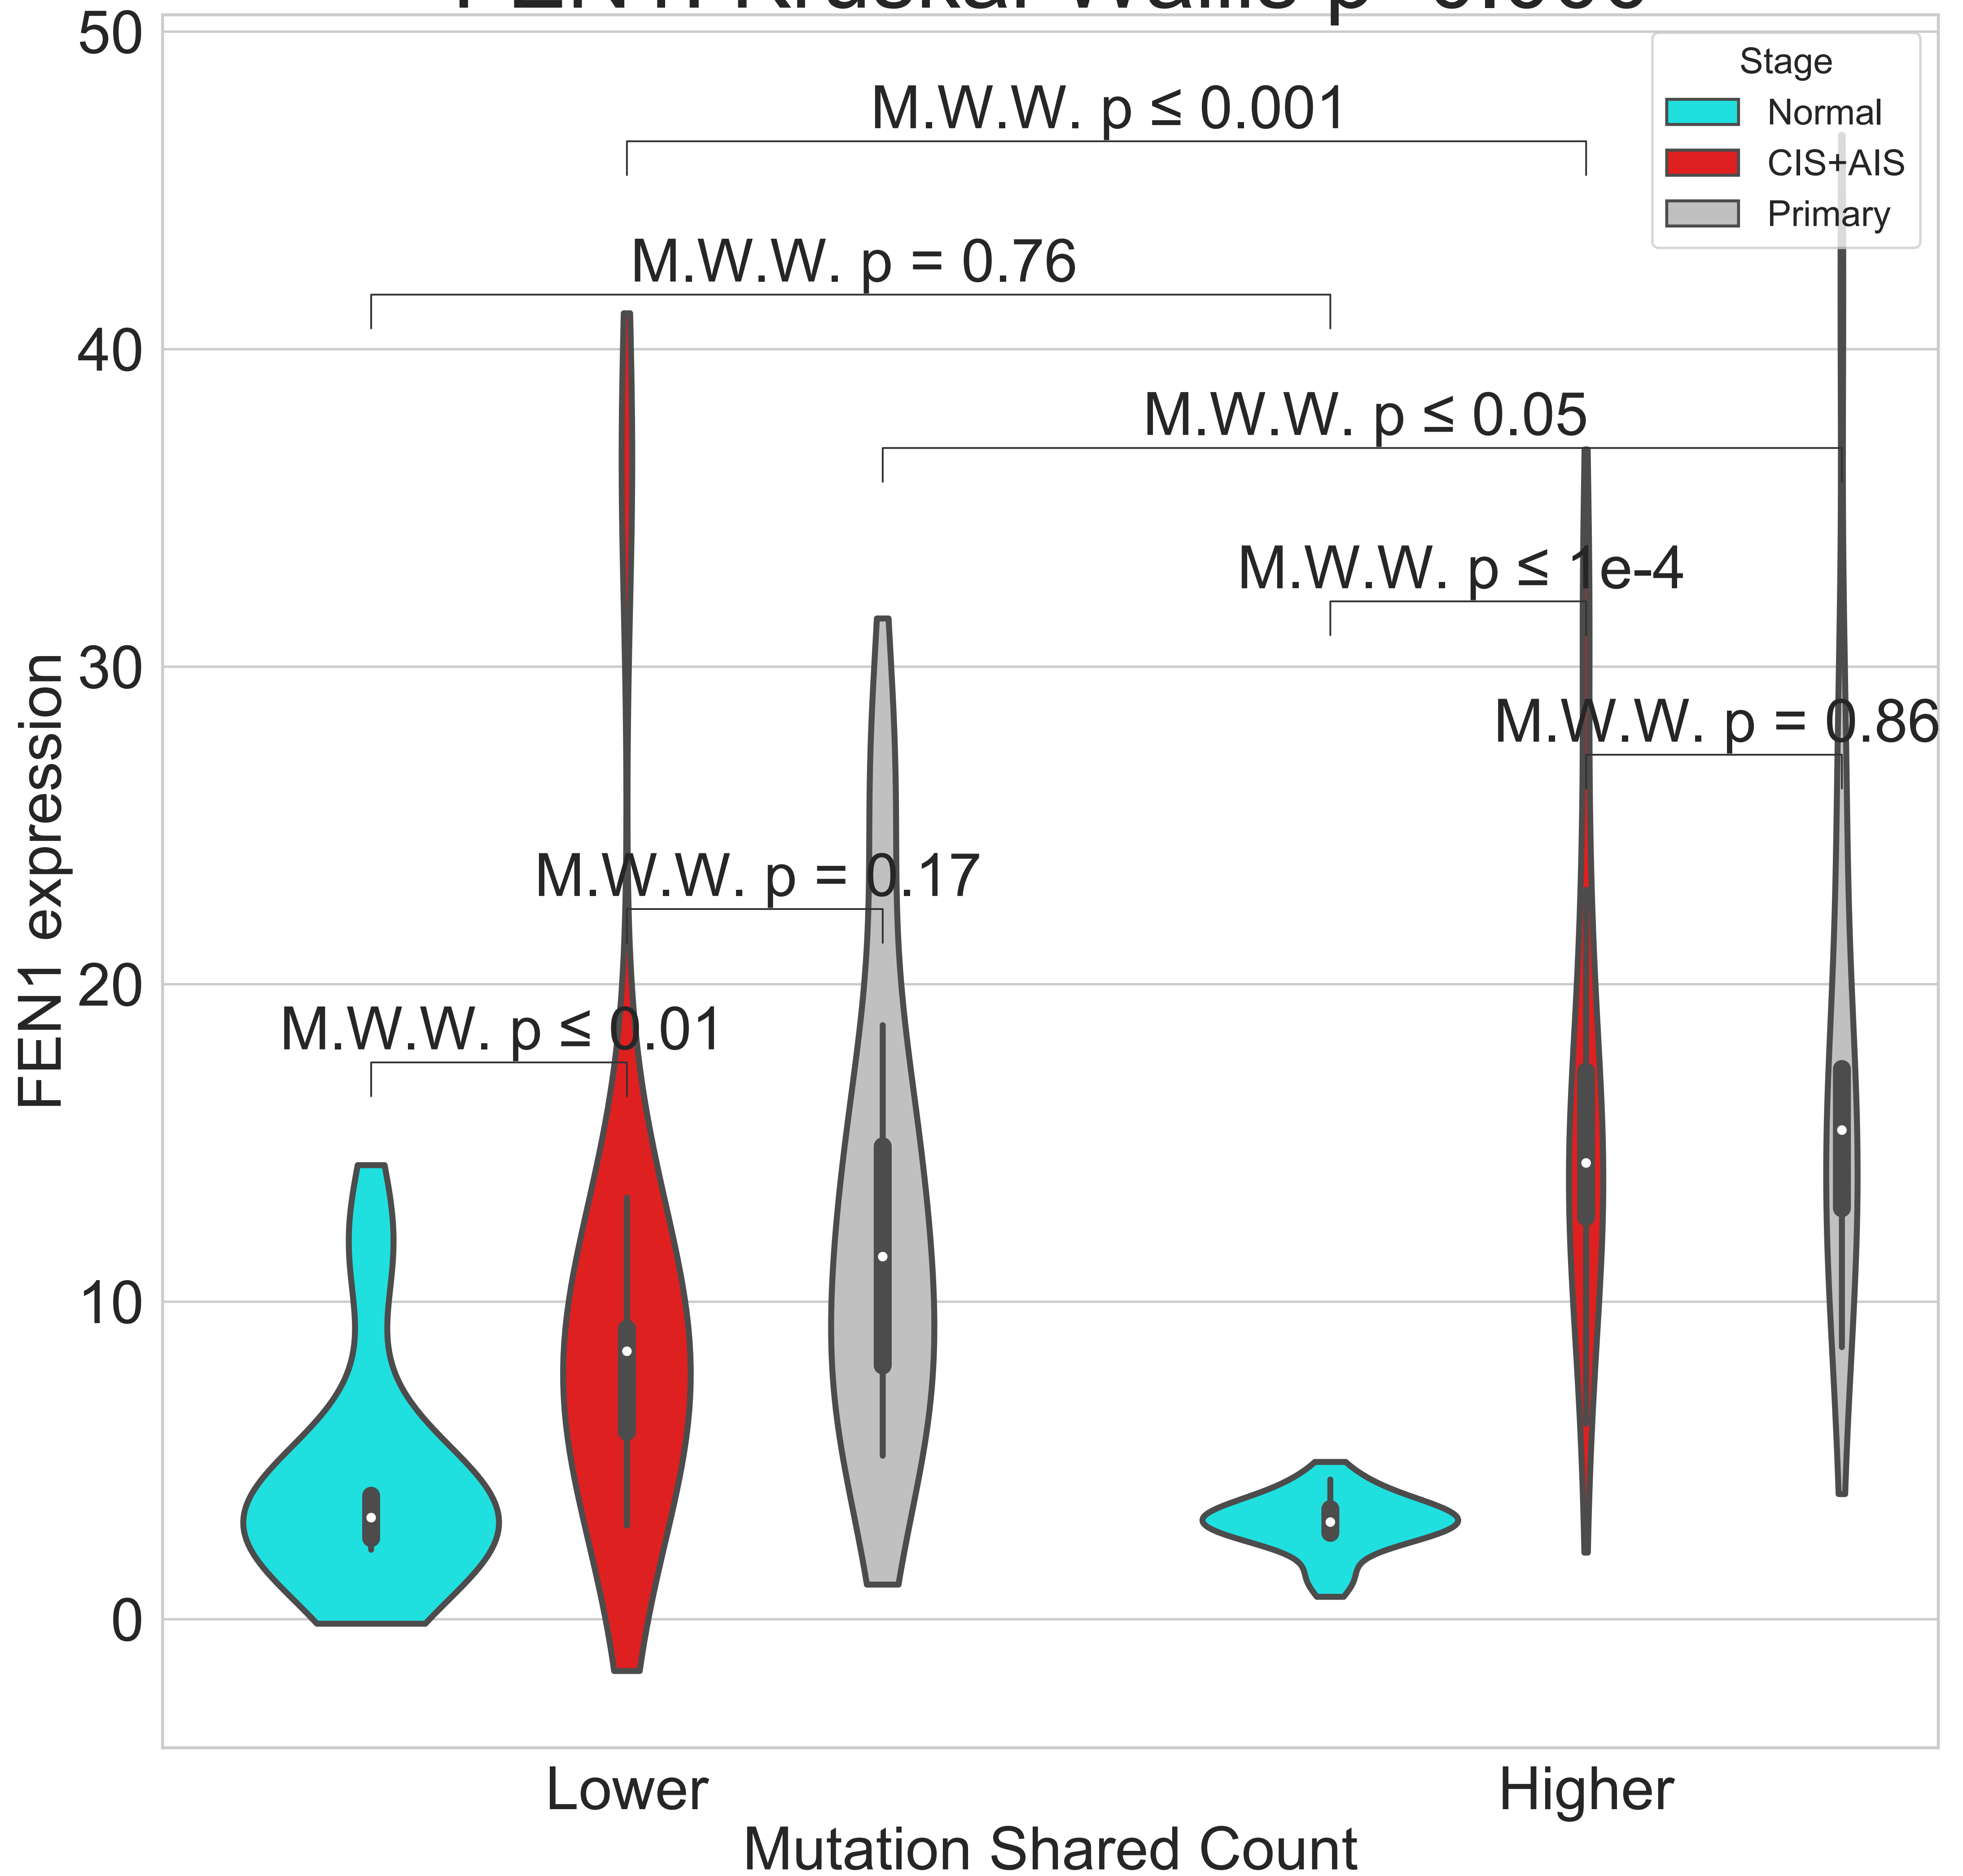 50
Stage
Normal
CIS+AIS
Primary
M.W.W. p ≤ 0.001
M.W.W. p = 0.76
40
M.W.W. p ≤ 0.05
M.W.W. p ≤ 1e-4
30
M.W.W. p = 0.86
M.W.W. p = 0.17
20
M.W.W. p ≤ 0.01
10
0
FEN1 expression
Lower
Higher
Mutation Shared Count